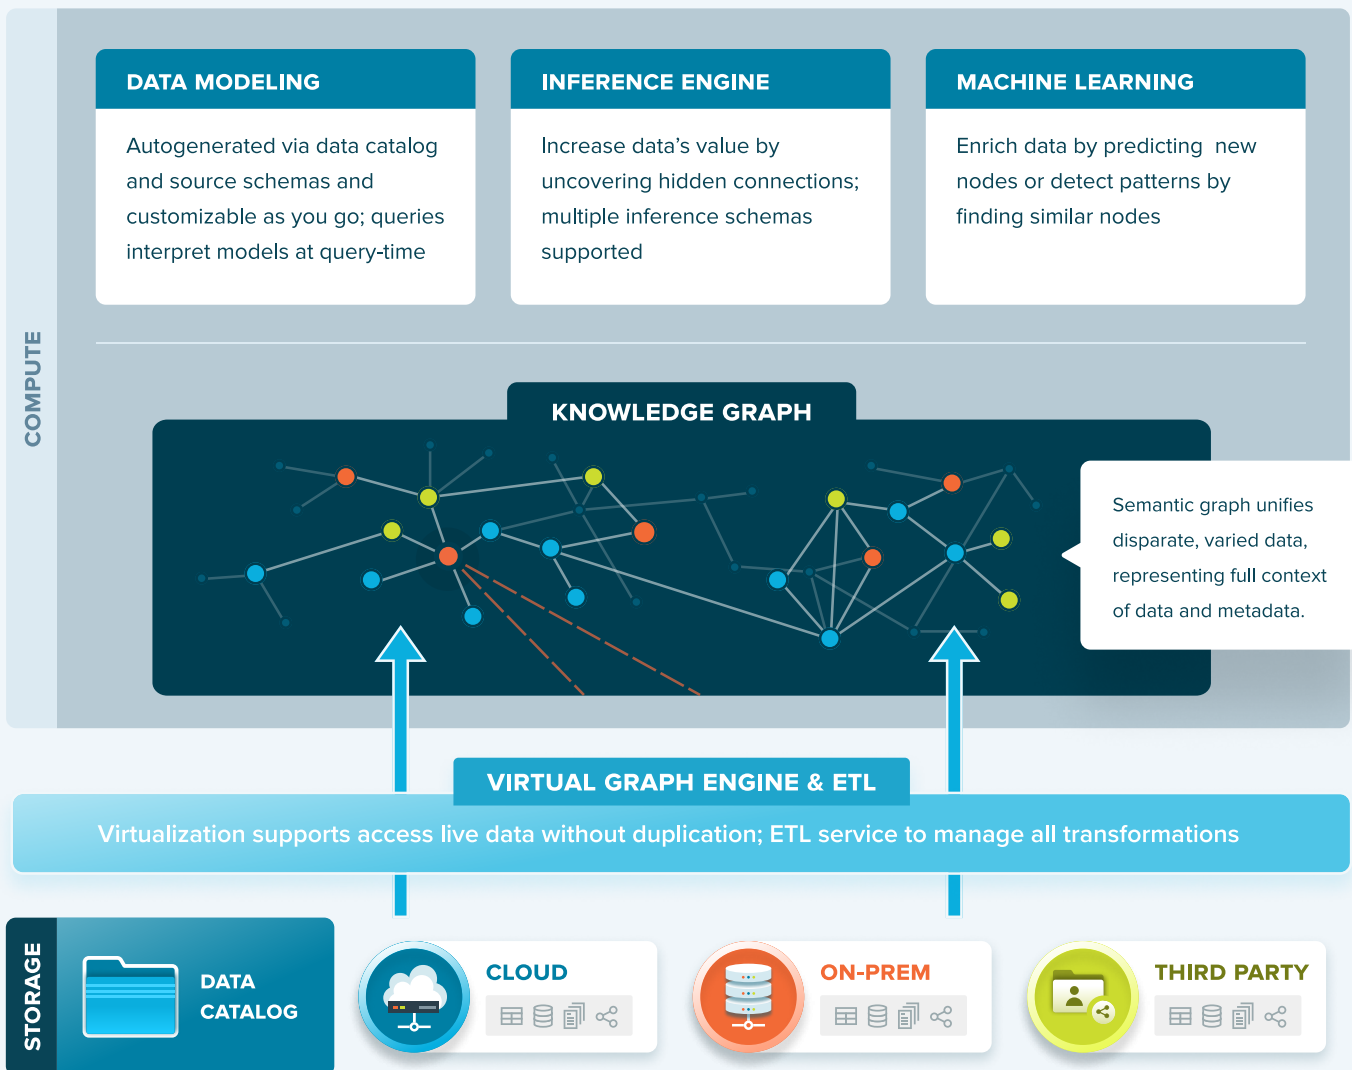 COMPUTE
DATA MODELING
Autogenerated via data catalog
and source schemas and
customizable as you go; queries
interpret models at query-time
INFERENCE ENGINE
Increase data’s value by
uncovering hidden connections;
multiple inference schemas
supported
MACHINE LEARNING
Enrich data by predicting  new
nodes or detect patterns by
finding similar nodes
KNOWLEDGE GRAPH
Semantic graph unifies
disparate, varied data,
representing full context
of data and metadata.
VIRTUAL GRAPH ENGINE & ETL
Virtualization supports access live data without duplication; ETL service to manage all transformations
STORAGE
DATA
CATALOG
CLOUD
ON-PREM
THIRD PARTY